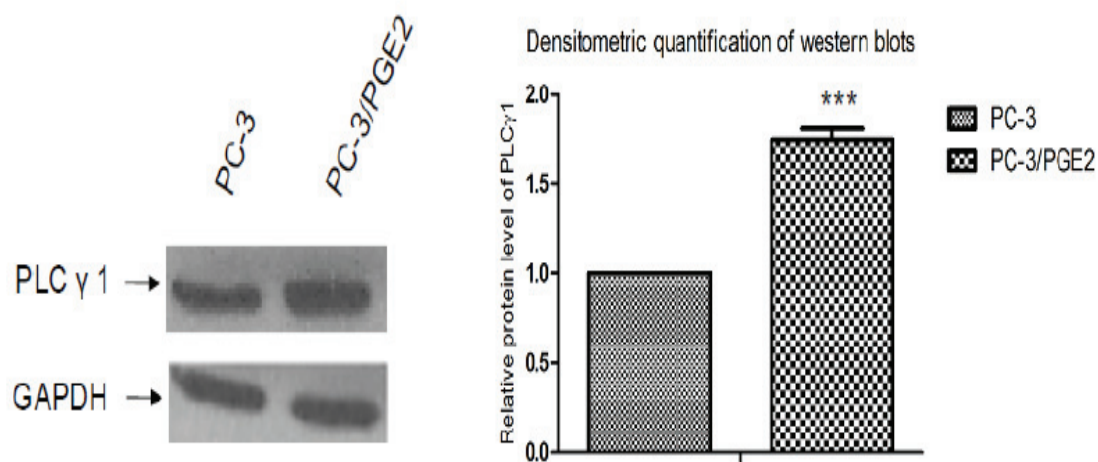 PC-3
PC-3/PGE2
PLC γ 1
GAPDH
Densitometric quantification of western blots
Relative protein level of PLCγ1
2.0
1.5
1.0
0.5
0.0
***
PC-3
PC-3/PGE2